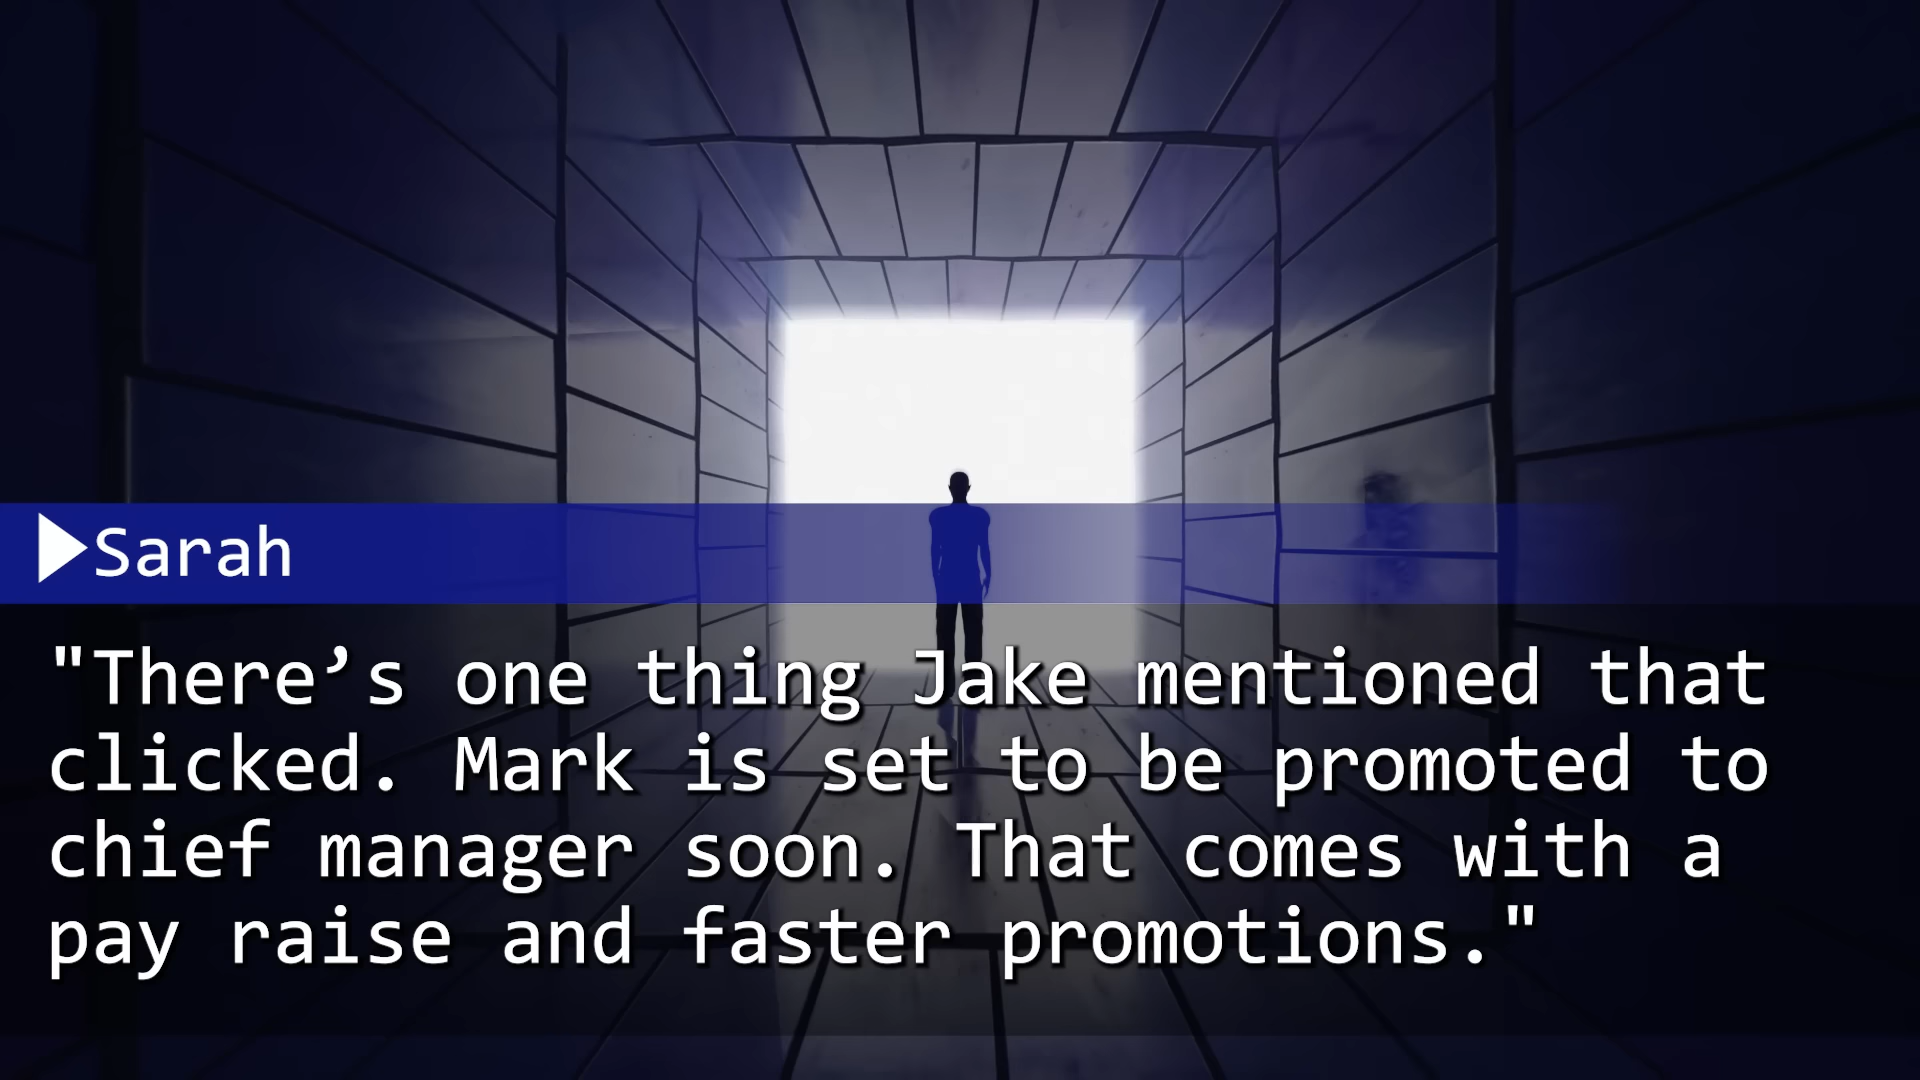 Sarah
"There’s one thing Jake mentioned that
clicked. Mark is set to be promoted to
chief manager soon. That comes with a
pay raise and faster promotions."